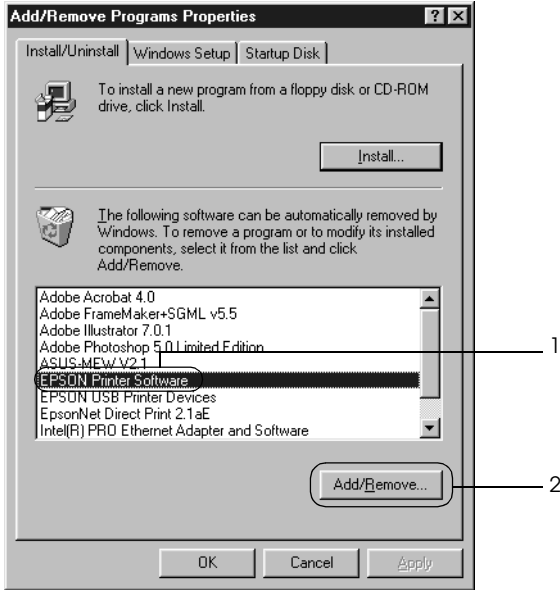 Add/Remove Programs Properties
Install/Uninstall
Windows Setup
Startup Disk
To install a new program from a floppy disk or CD-ROM
drive, click Install.
Install...
The following software can be automatically removed by
Windows. To remove a program or to modify its installed
components, select it from the list and click
Add/Remove.
Adobe Acrobat 4.0
Adobe FrameMaker+SGML v5.5
Adobe Illustrator 7.0.1
Adobe Photoshop 5.0 Limited Edition
1
ASUS-MEW V2.1
EPSON Printer Software
EPSON USB Printer Devices
EpsonNet Direct Print 2.1aE
Intel(R) PRO Ethernet Adapter and Software
Add/Remove...
2
OK
Cancel
Apply